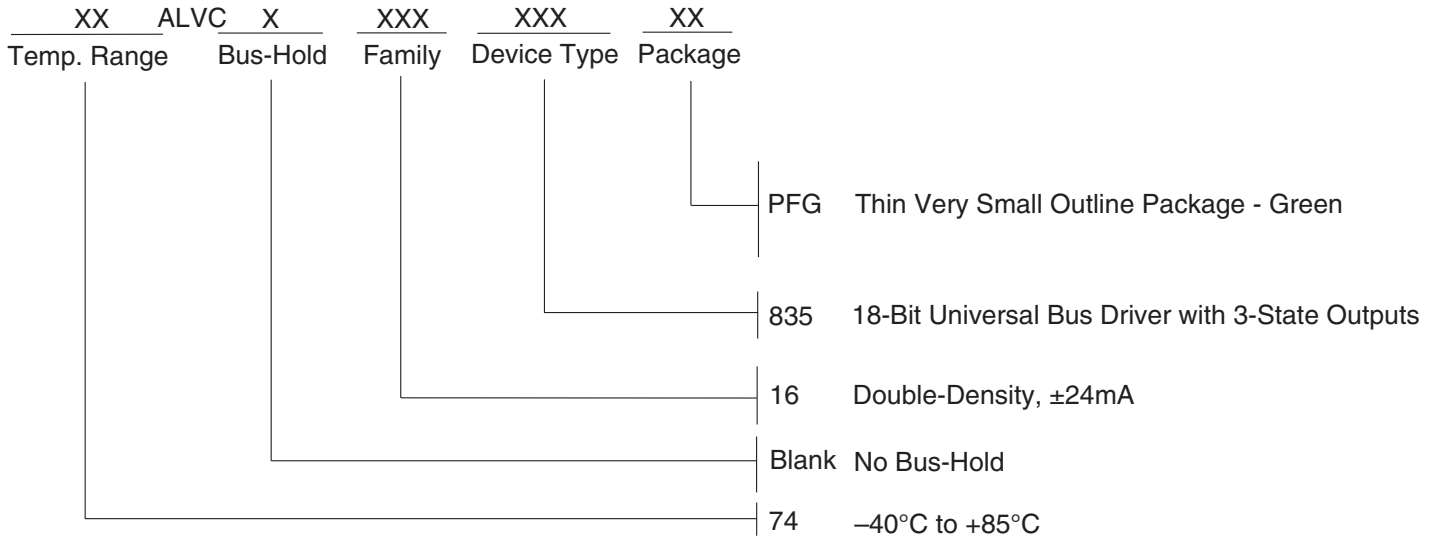 XX ALVC X XXX XXX XX
Temp. Range Bus-Hold Family Device Type Package
PFG Thin Very Small Outline Package - Green
835 18-Bit Universal Bus Driver with 3-State Outputs
16 Double-Density, ±24mA
Blank No Bus-Hold
74 –40°C to +85°C